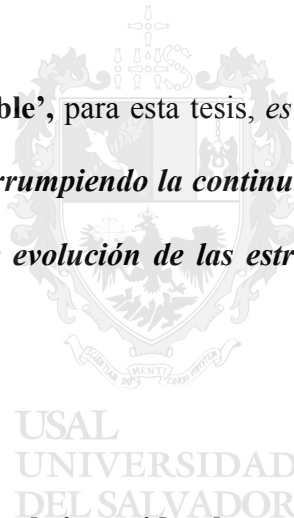 ble’, para esta tesis, es
rrumpiendo la continu
evolución de las estr
USAL
UNIVERSIDAD
DEL SALVADOR